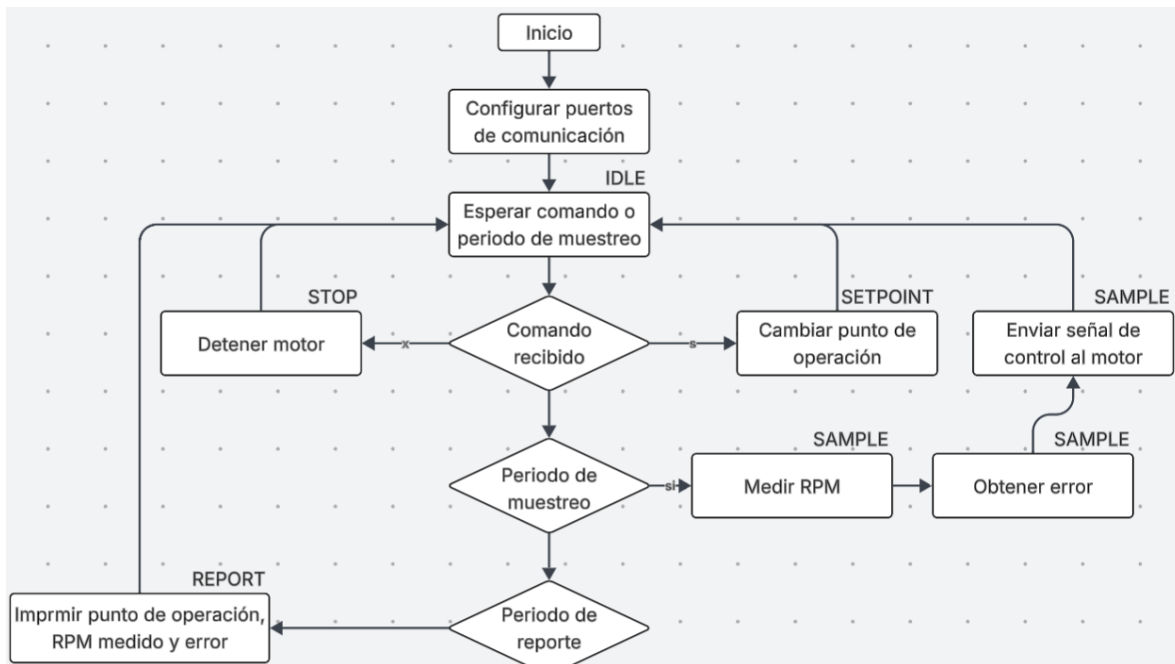 Inicio
Configurar puertos
de comunicación
IDLE
Esperar comando o
periodo de muestreo
STOP
SETPOINT
SAMPLE
Detener motor
x
Comando
recibido
s
Cambiar punto de
operación
Enviar señal de
control al motor
SAMPLE
SAMPLE
Periodo de
muestreo
si
Medir RPM
Obtener error
REPORT
Imprmir punto de operación,
RPM medido y error
Periodo de
reporte